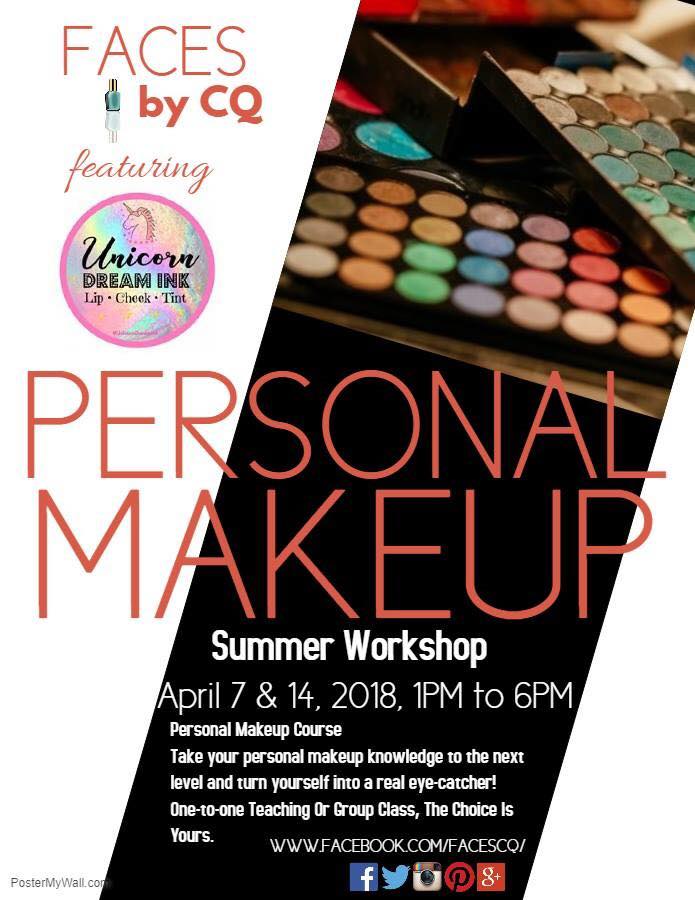 FACES
by CQ
featuring
Unicorn
DREAM INK
Lip • Cheek • Tint
PERSONAL
MAKEUP
Summer Workshop
April 7 & 14, 2018, 1PM to 6PM
Personal Makeup Course
Take your personal makeup knowledge to the next
level and turn yourself into a real eye-catcher!
One-to-one Teaching Or Group Class, The Choice Is
Yours.
WWW.FACEBOOK.COM/FACESCQ/
f
g+
PosterMyWall.com